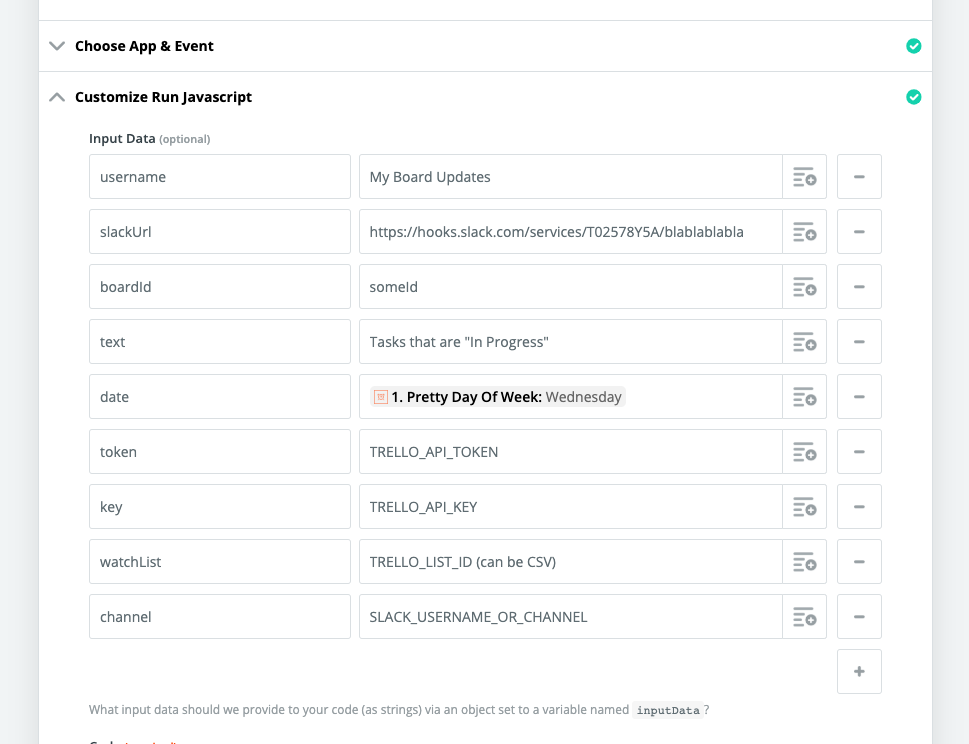 Choose App & Event
Customize Run Javascript
Input Data (optional)
username My Board Updates
slackUrl https://hooks.slack.com/services/T02578Y5A/blablablabla
boardId someId
text Tasks that are "In Progress"
date 1. Pretty Day Of Week: Wednesday
token TRELLO_API_TOKEN
key TRELLO_API_KEY
watchList TRELLO_LIST_ID (can be CSV)
channel SLACK_USERNAME_OR_CHANNEL
What input data should we provide to your code (as strings) via an object set to a variable named inputData ?